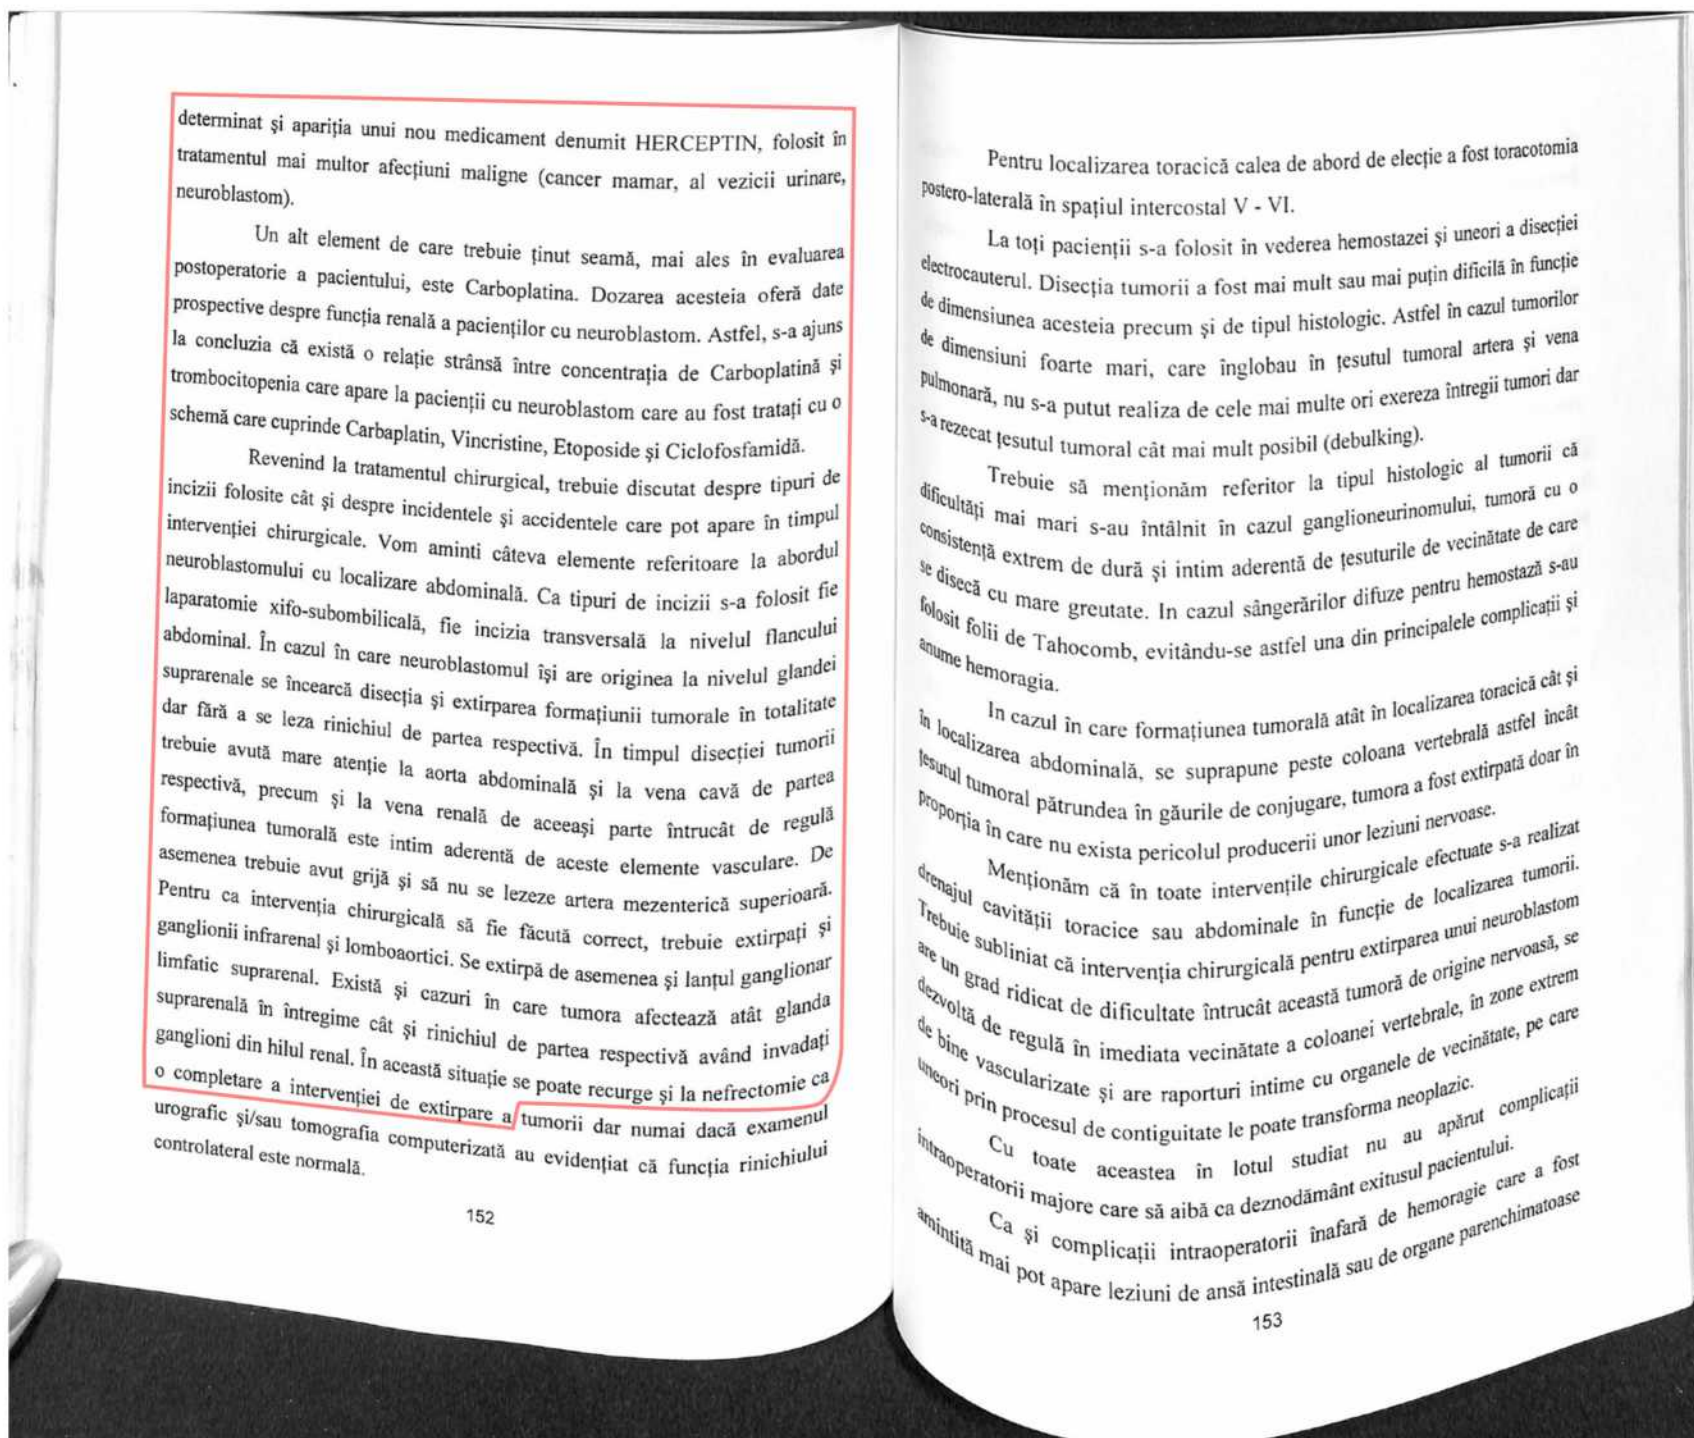 determinat şi apariţia unui nou medicament denumit HERCEPTIN, folosit în
tratamentul mai multor afecţiuni maligne (cancer mamar, al vezicii urinare,
neuroblastom).
Un alt element de care trebuie ţinut seamă, mai ales în evaluarea
postoperatorie a pacientului, este Carboplatina. Dozarea acesteia oferă date
prospective despre funcţia renală a pacienţilor cu neuroblastom. Astfel, s-a ajuns
la concluzia că există o relaţie strânsă între concentraţia de Carboplatină şi
trombocitopenia care apare la pacienţii cu neuroblastom care au fost trataţi cu o
schemă care cuprinde Carbaplatin, Vincristine, Etoposide şi Ciclofosfamidă.
Revenind la tratamentul chirurgical, trebuie discutat despre tipuri de
incizii folosite cât şi despre incidentele şi accidentele care pot apare în timpul
intervenţiei chirurgicale. Vom aminti câteva elemente referitoare la abordul
neuroblastomului cu localizare abdominală. Ca tipuri de incizii s-a folosit fie
laparatomie xifo-subombilicală, fie incizia transversală la nivelul flancului
abdominal. În cazul în care neuroblastomul îşi are originea la nivelul glandei
suprarenale se încearcă disecţia şi extirparea formaţiunii tumorale în totalitate
dar fără a se leza rinichiul de partea respectivă. În timpul disecţiei tumorii
trebuie avută mare atenţie la aorta abdominală şi la vena cavă de partea
respectivă, precum şi la vena renală de aceeaşi parte întrucât de regulă
formaţiunea tumorală este intim aderentă de aceste elemente vasculare. De
asemenea trebuie avut grijă şi să nu se lezeze artera mezenterică superioară.
Pentru ca intervenţia chirurgicală să fie făcută corect, trebuie extirpaţi şi
ganglionii infrarenal şi lomboaortici. Se extirpă de asemenea şi lanţul ganglionar
limfatic suprarenal. Există şi cazuri în care tumora afectează atât glanda
suprarenală în întregime cât şi rinichiul de partea respectivă având invadaţi
ganglioni din hilul renal. În această situaţie se poate recurge şi la nefrectomie ca
o completare a intervenţiei de extirpare a tumorii dar numai dacă examenul
urografic şi/sau tomografia computerizată au evidenţiat că funcţia rinichiului
controlateral este normală.
152
Pentru localizarea toracică calea de abord de elecţie a fost toracotomia
postero-laterală în spaţiul intercostal V - VI.
La toţi pacienţii s-a folosit în vederea hemostazei şi uneori a disecţiei
electrocauterul. Disecţia tumorii a fost mai mult sau mai puţin dificilă în funcţie
de dimensiunea acesteia precum şi de tipul histologic. Astfel în cazul tumorilor
de dimensiuni foarte mari, care înglobau în ţesutul tumoral artera şi vena
pulmonară, nu s-a putut realiza de cele mai multe ori exereza întregii tumori dar
s-a rezecat ţesutul tumoral cât mai mult posibil (debulking).
Trebuie să menţionăm referitor la tipul histologic al tumorii că
dificultăţi mai mari s-au întâlnit în cazul ganglioneurinomului, tumoră cu o
consistenţă extrem de dură şi intim aderentă de ţesuturile de vecinătate de care
se disecă cu mare greutate. In cazul sângerărilor difuze pentru hemostază s-au
folosit folii de Tahocomb, evitându-se astfel una din principalele complicaţii şi
anume hemoragia.
In cazul în care formaţiunea tumorală atât în localizarea toracică cât şi
în localizarea abdominală, se suprapune peste coloana vertebrală astfel încât
ţesutul tumoral pătrundea în găurile de conjugare, tumora a fost extirpată doar în
proporţia în care nu exista pericolul producerii unor leziuni nervoase.
Menţionăm că în toate intervenţile chirurgicale efectuate s-a realizat
drenajul cavităţii toracice sau abdominale în funcţie de localizarea tumorii.
Trebuie subliniat că intervenţia chirurgicală pentru extirparea unui neuroblastom
are un grad ridicat de dificultate întrucât această tumoră de origine nervoasă, se
dezvoltă de regulă în imediata vecinătate a coloanei vertebrale, în zone extrem
de bine vascularizate şi are raporturi intime cu organele de vecinătate, pe care
uneori prin procesul de contiguitate le poate transforma neoplazic.
Cu toate aceastea în lotul studiat nu au apărut complicaţii
intraoperatorii majore care să aibă ca deznodământ exitusul pacientului.
Ca şi complicaţii intraoperatorii înafară de hemoragie care a fost
amintită mai pot apare leziuni de ansă intestinală sau de organe parenchimatoase
153